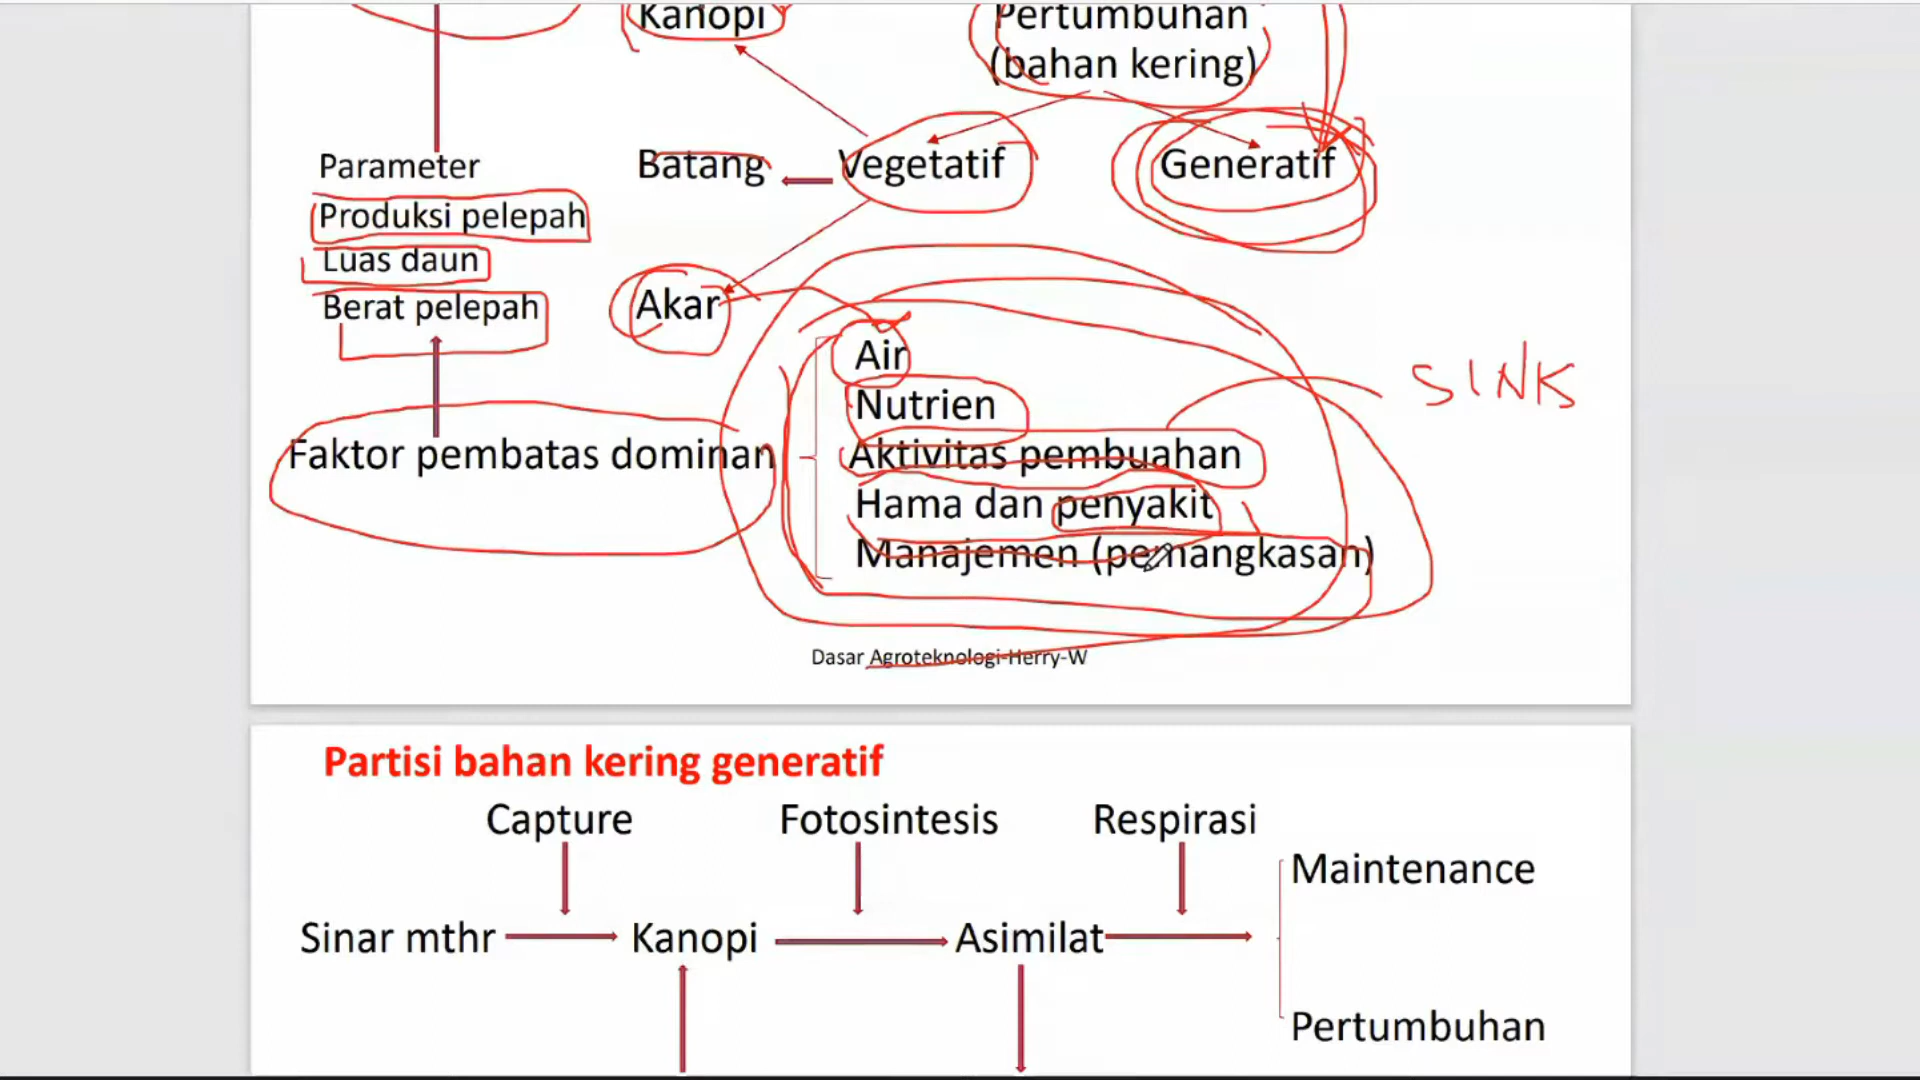 Kanopi
Pertumbuhan
(bahan kering)
Parameter
Batang
Vegetatif
Generatif
Produksi pelepah
Luas daun
Berat pelepah
Akar
Air
SINK
Nutrien
Faktor pembatas dominan
Aktivitas pembuahan
Hama dan penyakit
Manajemen (pemangkasan)
Dasar Agroteknologi-Herry-W
Partisi bahan kering generatif
Capture
Fotosintesis
Respirasi
Maintenance
Sinar mthr
Kanopi
Asimilat
Pertumbuhan